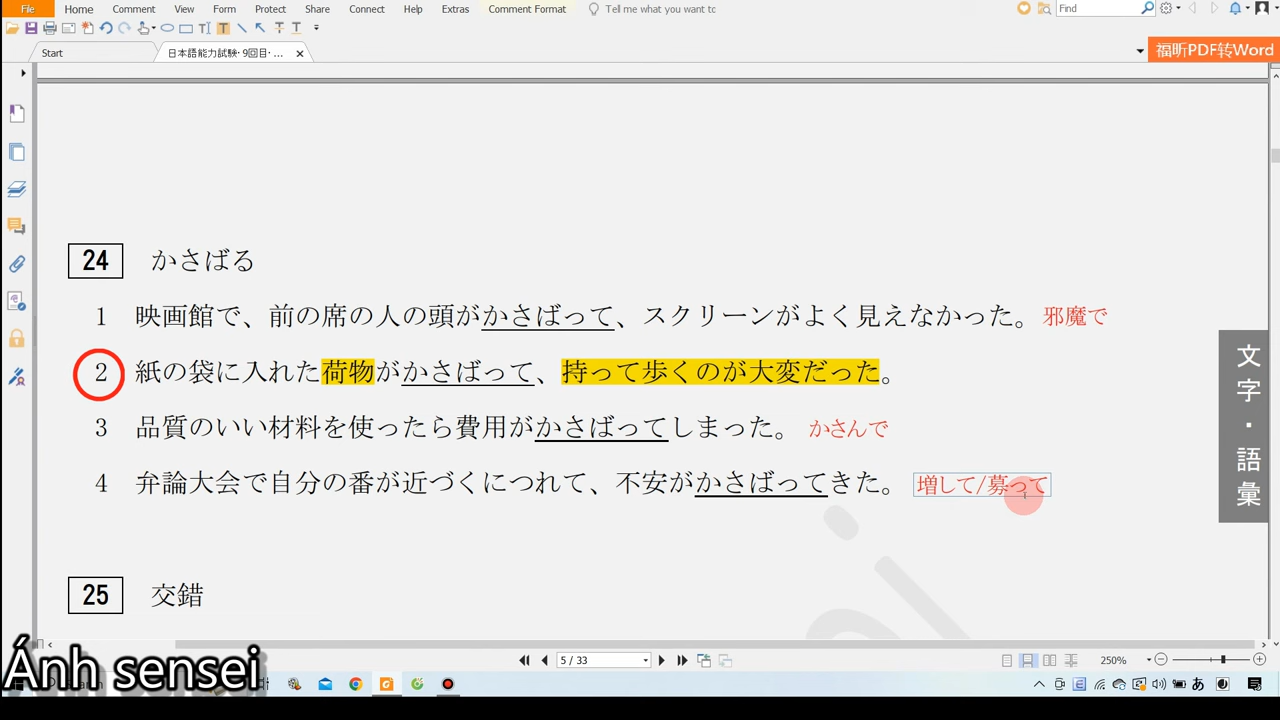 File Home Comment View Form Protect Share Connect Help Extras Comment Format Tell me what you want to Find
Start 日本語能力試験・9回目・ ... 福昕PDF转Word
24 かさばる
1 映画館で、前の席の人の頭がかさばって、スクリーンがよく見えなかった。 邪魔で
2 紙の袋に入れた荷物がかさばって、持って歩くのが大変だった。
3 品質のいい材料を使ったら費用がかさばってしまった。 かさんで
4 弁論大会で自分の番が近づくにつれて、不安がかさばってきた。 増して/募って
文字・語彙
25 交錯
5 / 33 250%
Ánh sensei